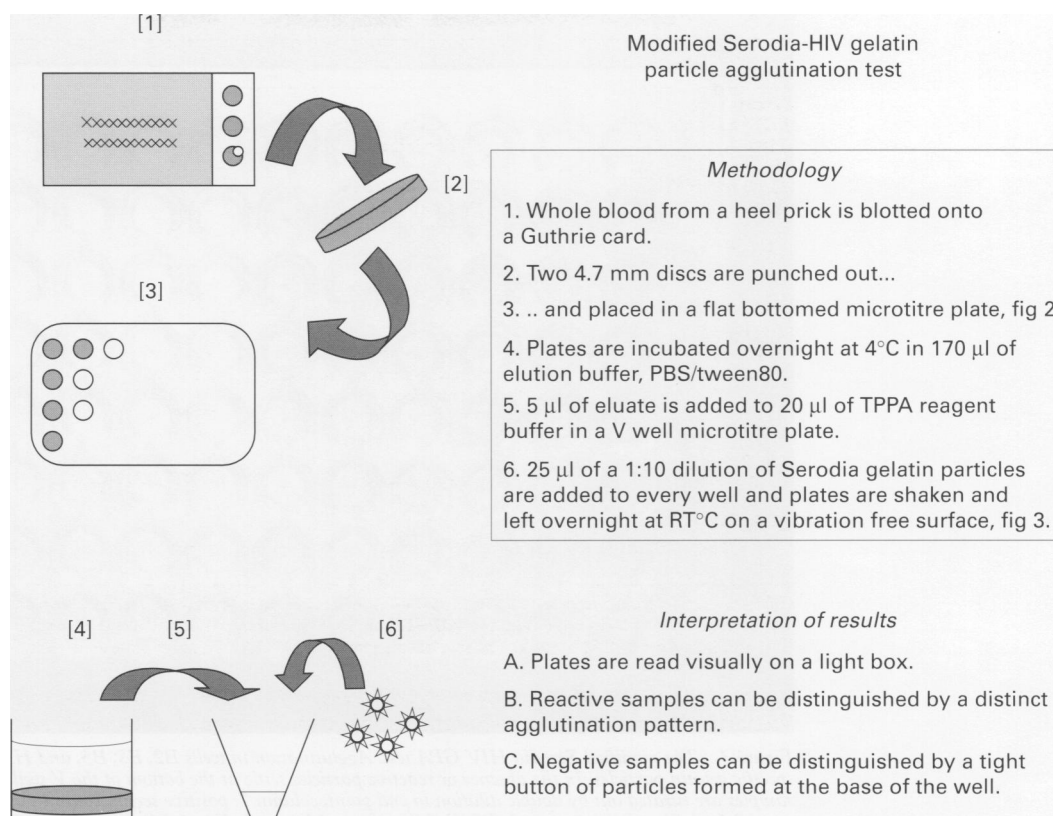 [1]
Modified Serodia-HIV gelatin
particle agglutination test
[2]
[3]
Methodology
1. Whole blood from a heel prick is blotted onto
a Guthrie card.
2. Two 4.7 mm discs are punched out...
3. .. and placed in a flat bottomed microtitre plate, fig 2
4. Plates are incubated overnight at 4°C in 170 µl of
elution buffer, PBS/tween80.
5. 5 µl of eluate is added to 20 µl of TPPA reagent
buffer in a V well microtitre plate.
6. 25 µl of a 1:10 dilution of Serodia gelatin particles
are added to every well and plates are shaken and
left overnight at RT°C on a vibration free surface, fig 3.
[4] [5] [6]
Interpretation of results
A. Plates are read visually on a light box.
B. Reactive samples can be distinguished by a distinct
agglutination pattern.
C. Negative samples can be distinguished by a tight
button of particles formed at the base of the well.